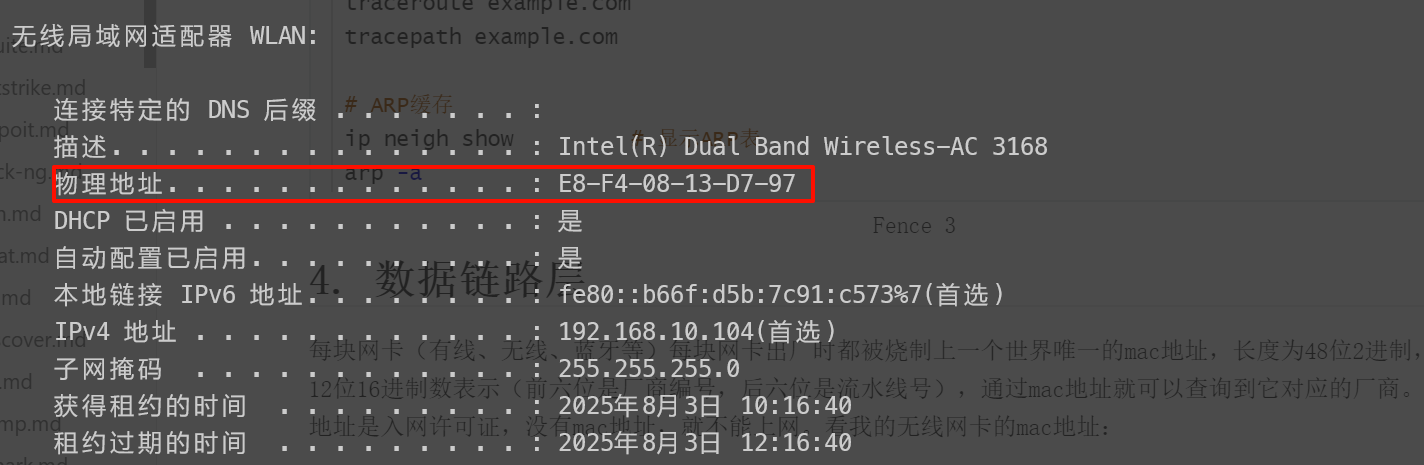 traceroute example.com
无线局域网适配器 WLAN:
tracepath example.com
tstrike.md
# ARP缓存
连接特定的 DNS 后缀 . . . . . . . :
poit.md
ip neigh show # 显示ARP表
描述. . . . . . . . . . . . . . . : Intel(R) Dual Band Wireless-AC 3168
ck-ng.md
arp -a
物理地址. . . . . . . . . . . . . : E8-F4-08-13-D7-97
n.md
DHCP 已启用 . . . . . . . . . . . : 是
Fence 3
at.md
自动配置已启用. . . . . . . . . . : 是
4. 数据链路层
.md
本地链接 IPv6 地址. . . . . . . . : fe80::b66f:d5b:7c91:c573%7(首选)
IPv4 地址 . . . . . . . . . . . . : 192.168.10.104(首选)
scover.md
每块网卡（有线、无线、蓝牙等）每块网卡出厂时都被烧制上一个世界唯一的mac地址，长度为48位2进制，
子网掩码 . . . . . . . . . . . . : 255.255.255.0
.md
12位16进制数表示（前六位是厂商编号，后六位是流水线号），通过mac地址就可以查询到它对应的厂商。
获得租约的时间 . . . . . . . . . : 2025年8月3日 10:16:40
mp.md
地址是入网许可证，没有mac地址，就不能上网。看我的无线网卡的mac地址：
租约过期的时间 . . . . . . . . . : 2025年8月3日 12:16:40